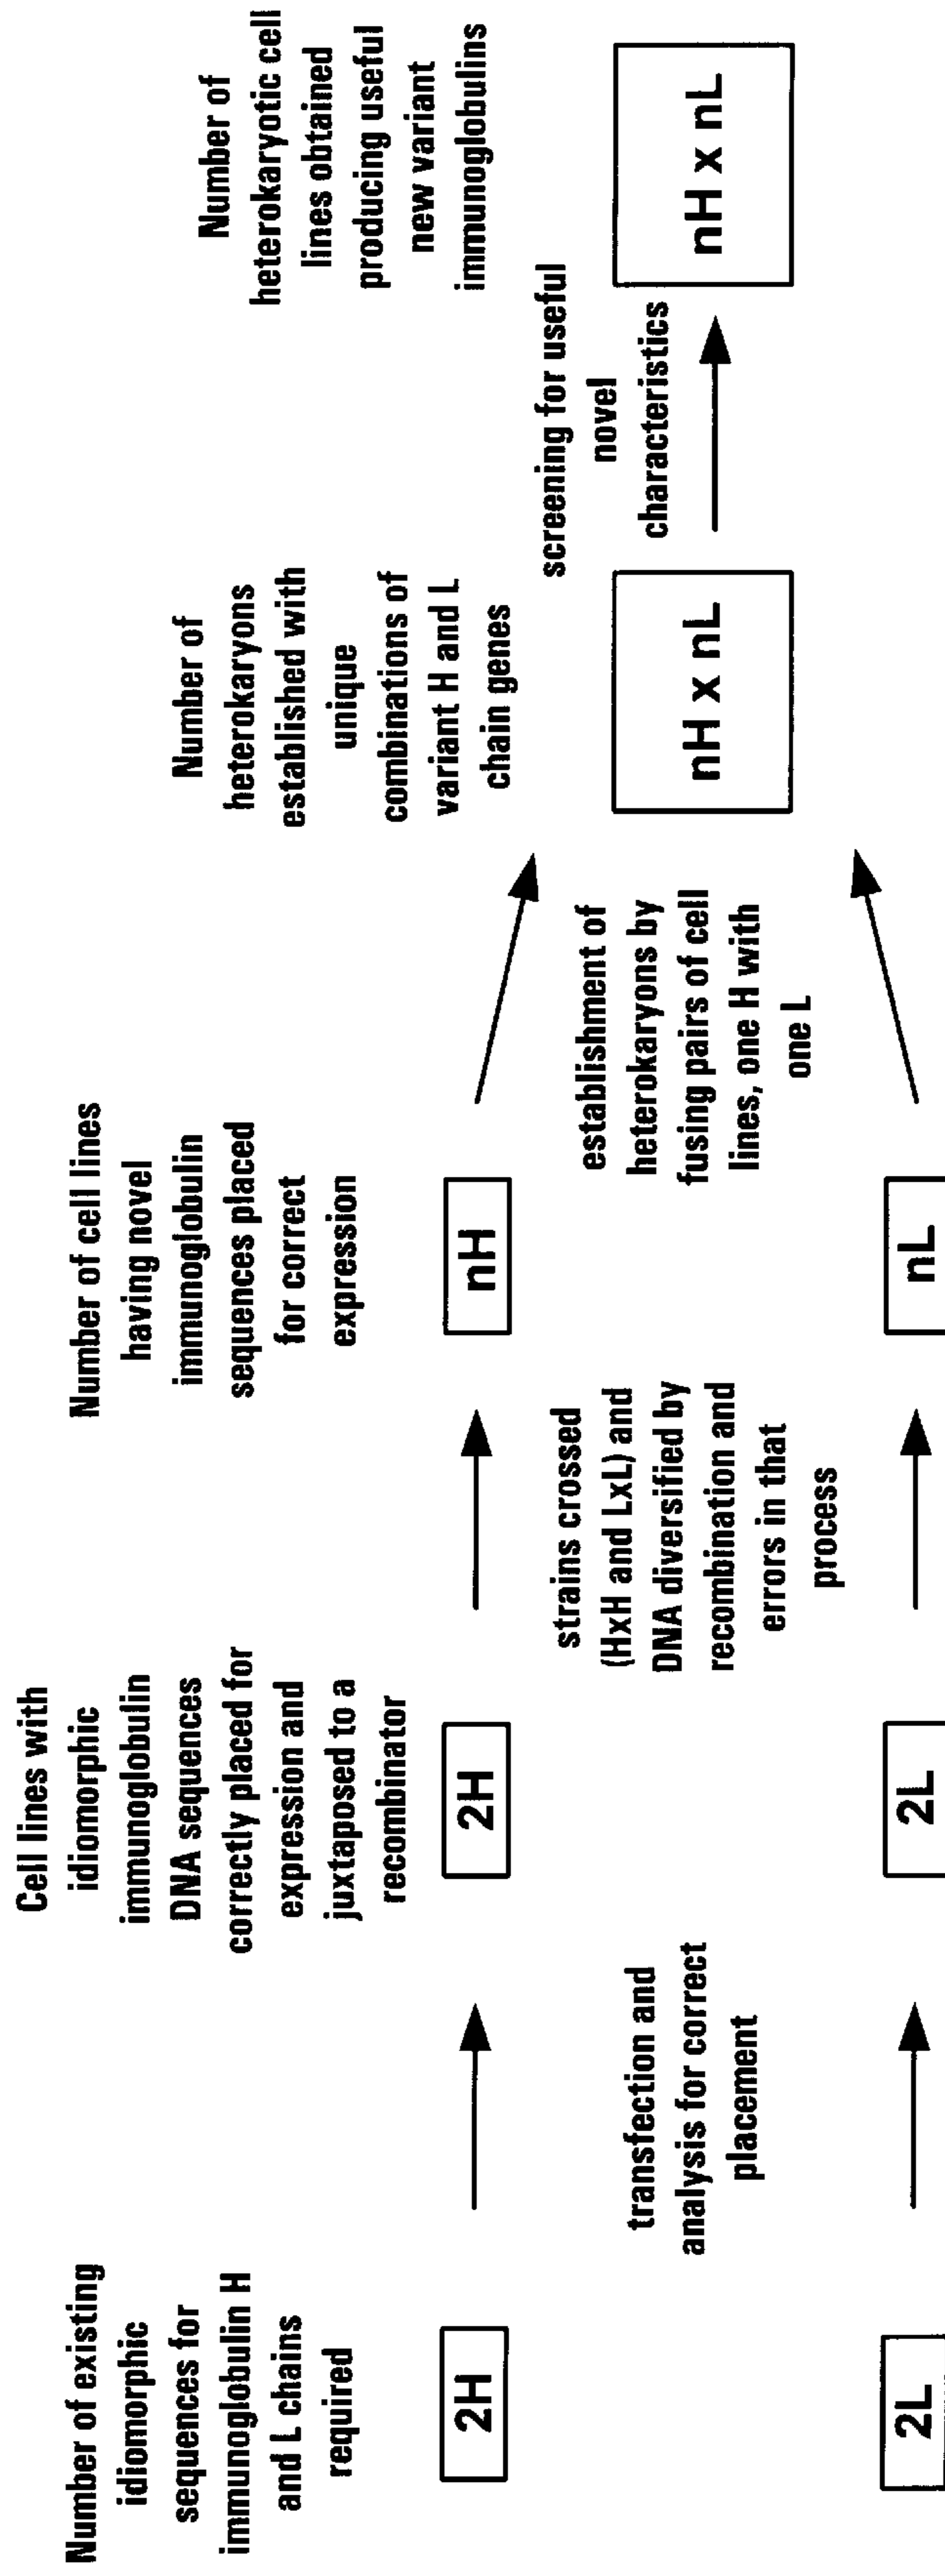 Number of existing
idiomorphic
sequences for
immunoglobulin H
and L chains
required
2H
2L
transfection and
analysis for correct
placement
Cell lines with
idiomorphic
immunoglobulin
DNA sequences
correctly placed for
expression and
juxtaposed to a
recombinator
2H
2L
strains crossed
(HxH and LxL) and
DNA diversified by
recombination and
errors in that
process
Number of cell lines
having novel
immunoglobulin
sequences placed
for correct
expression
nH
nL
establishment of
heterokaryons by
fusing pairs of cell
lines, one H with
one L
Number of
heterokaryons
established with
unique
combinations of
variant H and L
chain genes
nH x nL
screening for useful
novel
characteristics
Number of
heterokaryotic cell
lines obtained
producing useful
new variant
immunoglobulins
nH x nL